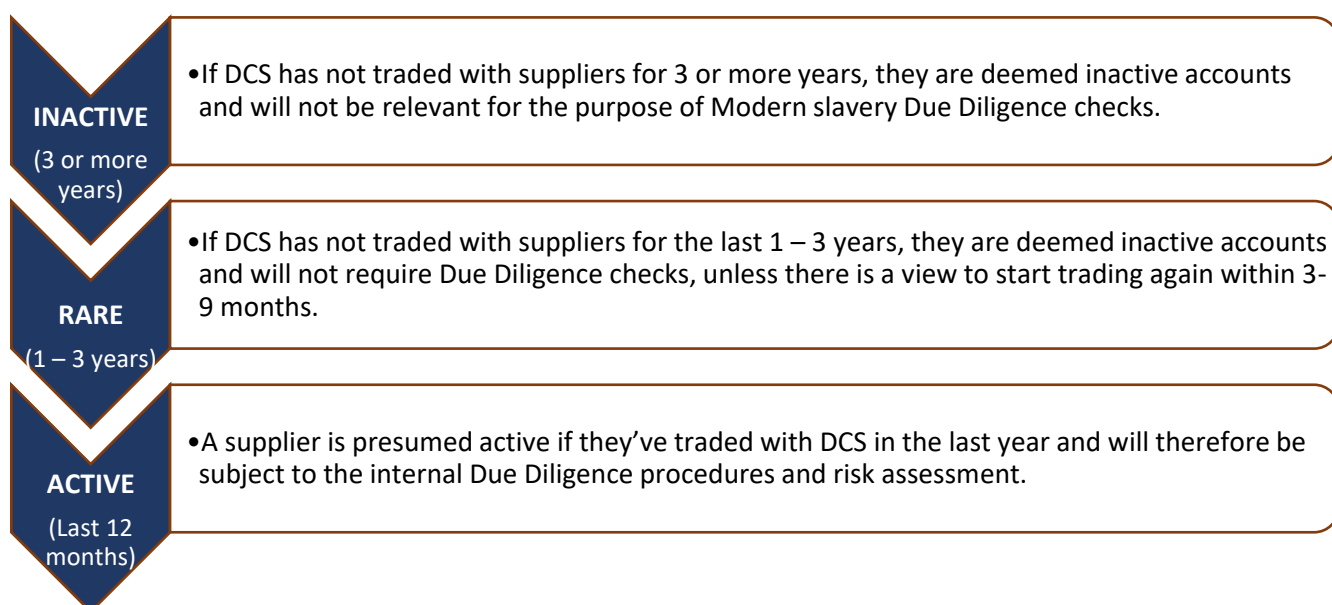 INACTIVE
(3 or more
years)
•If DCS has not traded with suppliers for 3 or more years, they are deemed inactive accounts
and will not be relevant for the purpose of Modern slavery Due Diligence checks.
RARE
(1 – 3 years)
•If DCS has not traded with suppliers for the last 1 – 3 years, they are deemed inactive accounts
and will not require Due Diligence checks, unless there is a view to start trading again within 3-
9 months.
ACTIVE
(Last 12
months)
•A supplier is presumed active if they’ve traded with DCS in the last year and will therefore be
subject to the internal Due Diligence procedures and risk assessment.